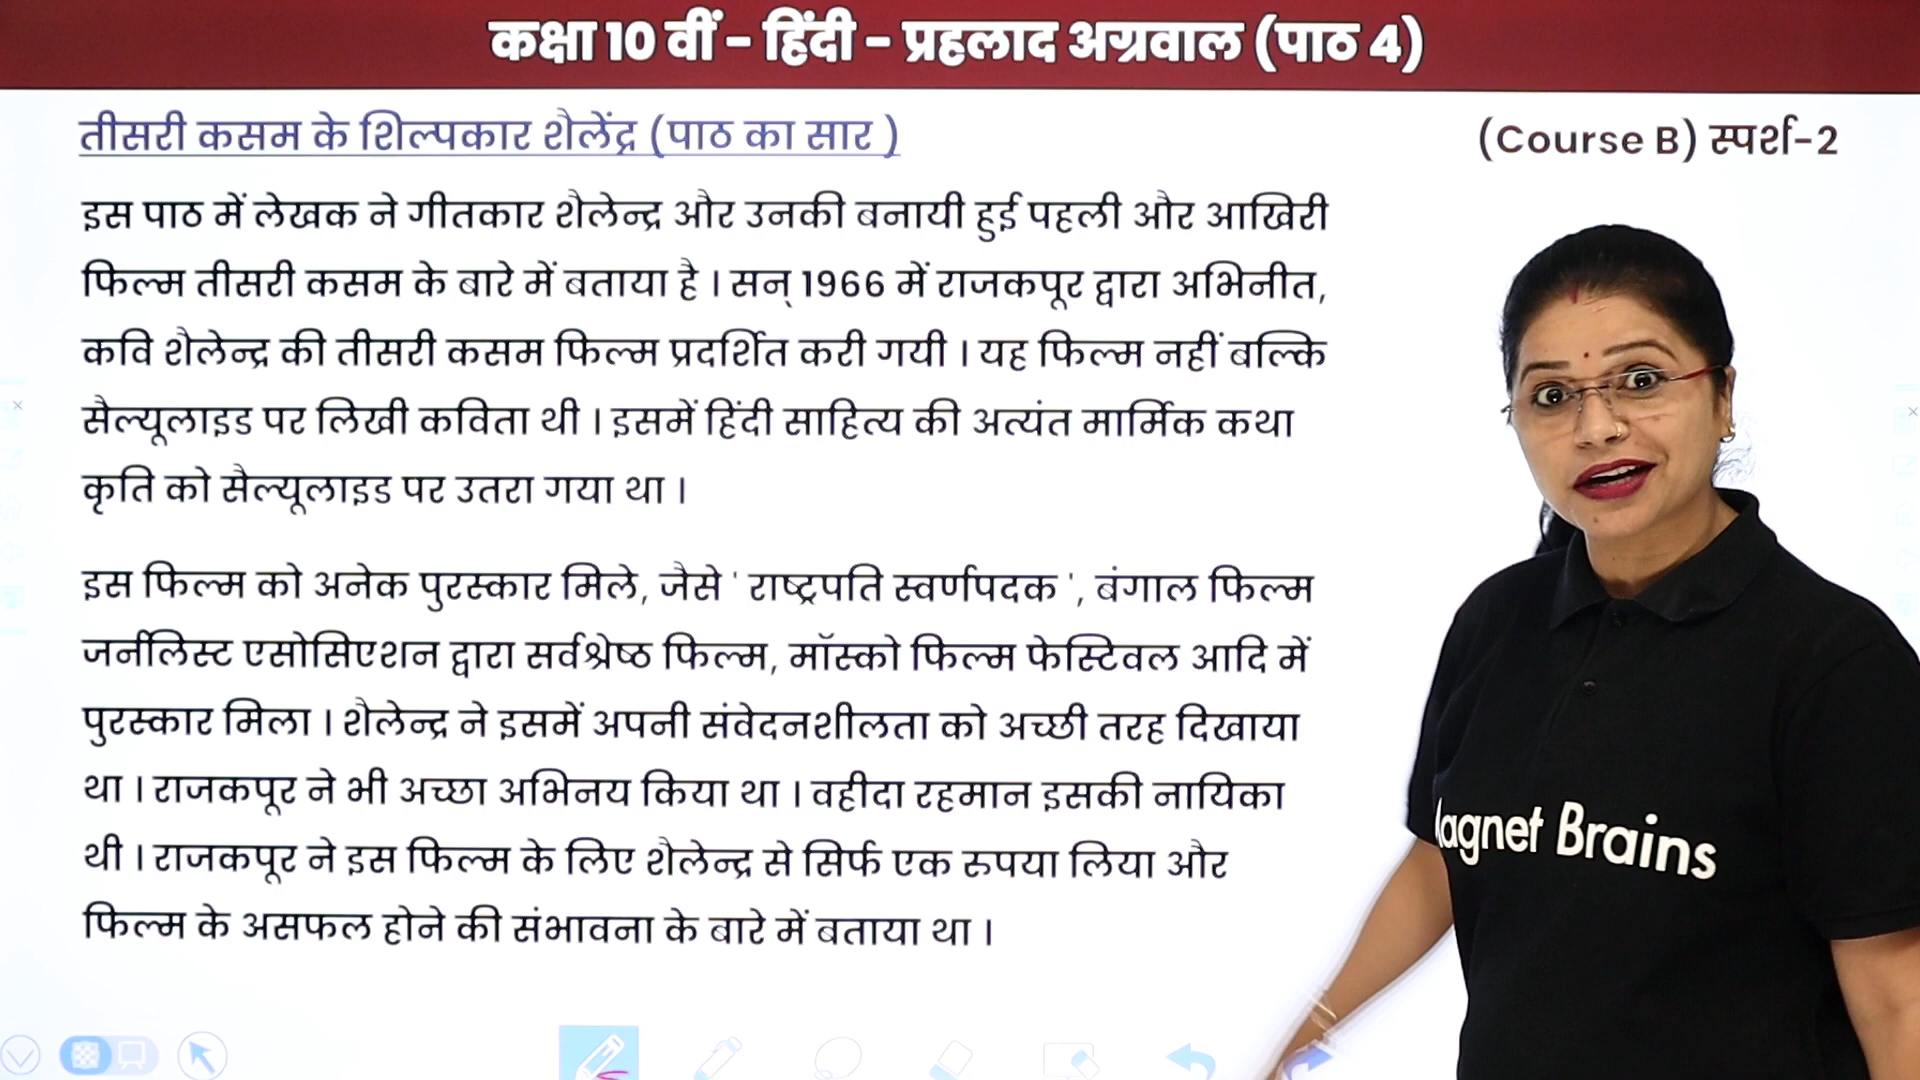 कक्षा 10 वीं - हिंदी - प्रहलाद अग्रवाल (पाठ 4)
तीसरी कसम के शिल्पकार शैलेंद्र (पाठ का सार )
(Course B) स्पर्श-2
इस पाठ में लेखक ने गीतकार शैलेन्द्र और उनकी बनायी हुई पहली और आखिरी
फिल्म तीसरी कसम के बारे में बताया है । सन् 1966 में राजकपूर द्वारा अभिनीत,
कवि शैलेन्द्र की तीसरी कसम फिल्म प्रदर्शित करी गयी । यह फिल्म नहीं बल्कि
सैल्यूलाइड पर लिखी कविता थी । इसमें हिंदी साहित्य की अत्यंत मार्मिक कथा
कृति को सैल्यूलाइड पर उतरा गया था ।
इस फिल्म को अनेक पुरस्कार मिले, जैसे ' राष्ट्रपति स्वर्णपदक ', बंगाल फिल्म
जर्नलिस्ट एसोसिएशन द्वारा सर्वश्रेष्ठ फिल्म, मॉस्को फिल्म फेस्टिवल आदि में
पुरस्कार मिला । शैलेन्द्र ने इसमें अपनी संवेदनशीलता को अच्छी तरह दिखाया
था । राजकपूर ने भी अच्छा अभिनय किया था । वहीदा रहमान इसकी नायिका
थी । राजकपूर ने इस फिल्म के लिए शैलेन्द्र से सिर्फ एक रुपया लिया और
फिल्म के असफल होने की संभावना के बारे में बताया था ।
agnet Brains